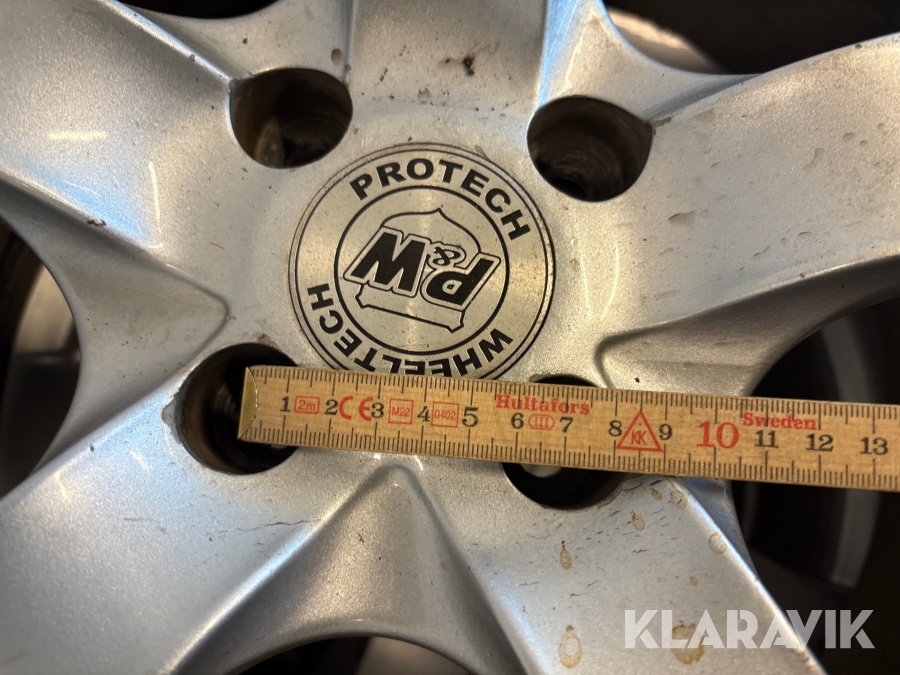 PROTECH
P&W
WHEELTECH
1 2m 2 CE 3 M22 4 0402 5 Hultafors 6 III 7 8 KK 9 10 Sweden 11 12 13
KLARAVIK